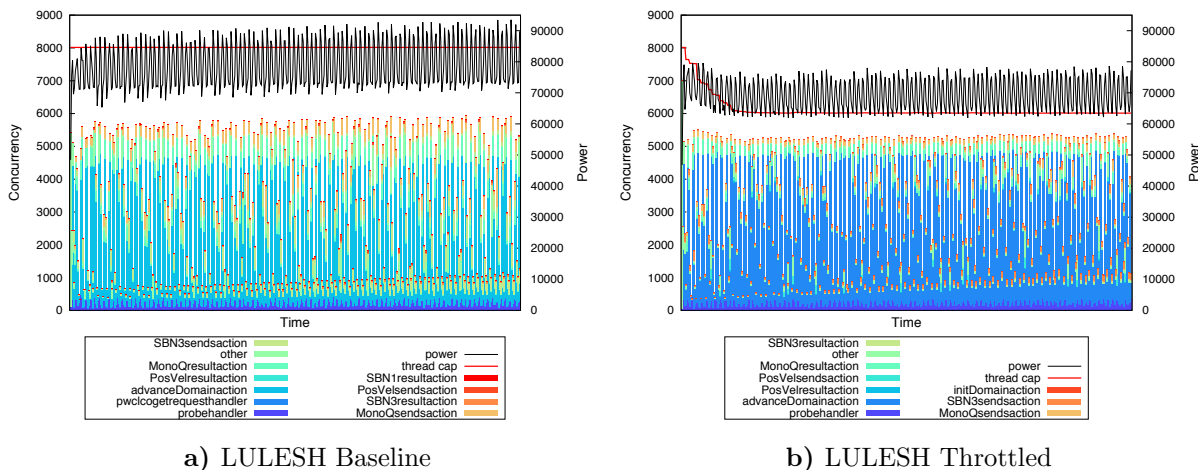 9000
8000
7000
6000
5000
4000
3000
2000
1000
0
Concurrency
90000
80000
70000
60000
50000
40000
30000
20000
10000
0
Power
Time
SBN3sendsaction
other
MonoQresultaction
PosVelresultaction
advanceDomainaction
pwclcogetrequesthandler
probehandler
power
thread cap
SBN1resultaction
PosVelsendsaction
SBN3resultaction
MonoQsendsaction
a) LULESH Baseline
9000
8000
7000
6000
5000
4000
3000
2000
1000
0
Concurrency
90000
80000
70000
60000
50000
40000
30000
20000
10000
0
Power
Time
SBN3resultaction
other
MonoQresultaction
PosVelsendsaction
PosVelresultaction
advanceDomainaction
probehandler
power
thread cap
initDomainaction
SBN3sendsaction
MonoQsendsaction
b) LULESH Throttled